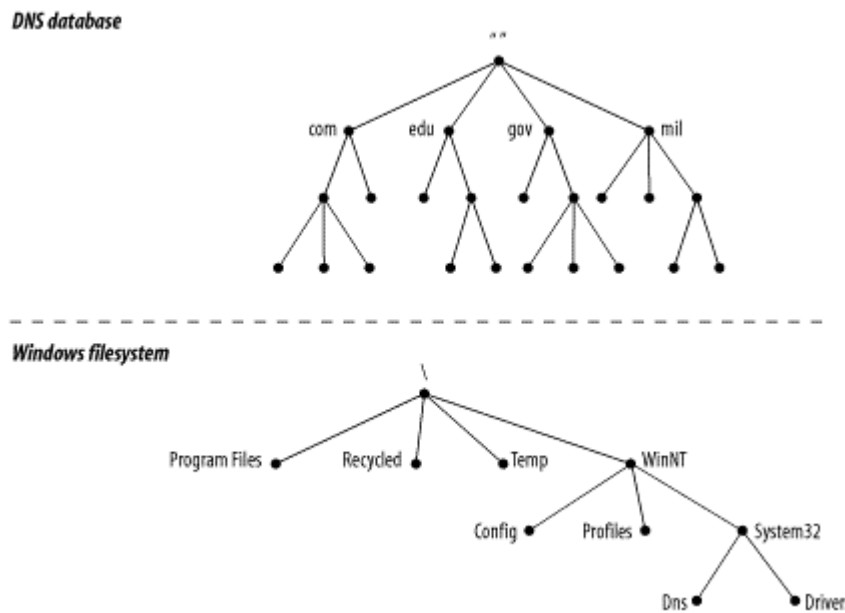 DNS database
" "
com edu gov mil
Windows filesystem
\
Program Files Recycled Temp WinNT
Config Profiles System32
Dns Driver